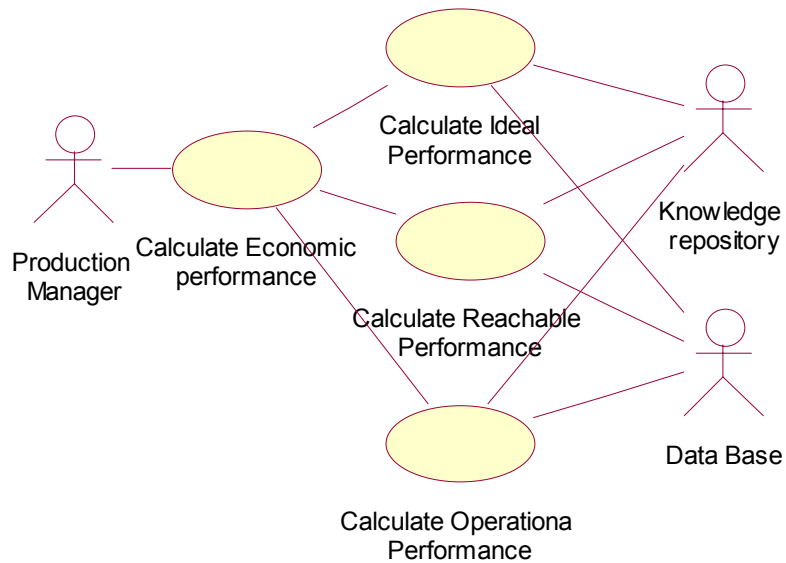 Calculate Ideal
Performance
Knowledge
repository
Production
Manager
Calculate Economic
performance
Calculate Reachable
Performance
Data Base
Calculate Operationa
Performance